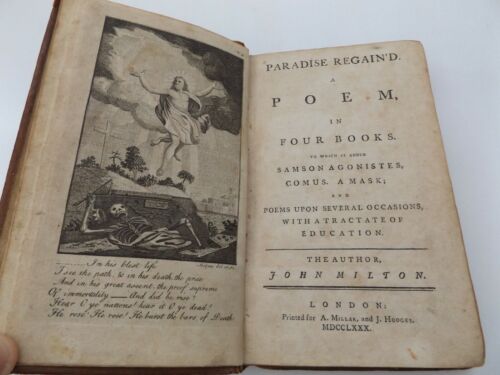 In his blest life
I see the path, & in his death, the price
And in his great ascent, the proof supreme
Of immortality And did he rise?
Hear O ye nations! hear it O ye dead!
He rose! He rose! He burst the bars of Death
PARADISE REGAIN'D.
A
POEM,
IN
FOUR BOOKS.
TO WHICH IS ADDED
SAMSON AGONISTES,
COMUS. A MASK;
AND
POEMS UPON SEVERAL OCCASIONS,
WITH A TRACTATE OF
EDUCATION.
THE AUTHOR,
JOHN MILTON.
LONDON:
Printed for A. MILLAR, and J. HODGES.
MDCCLXXX.